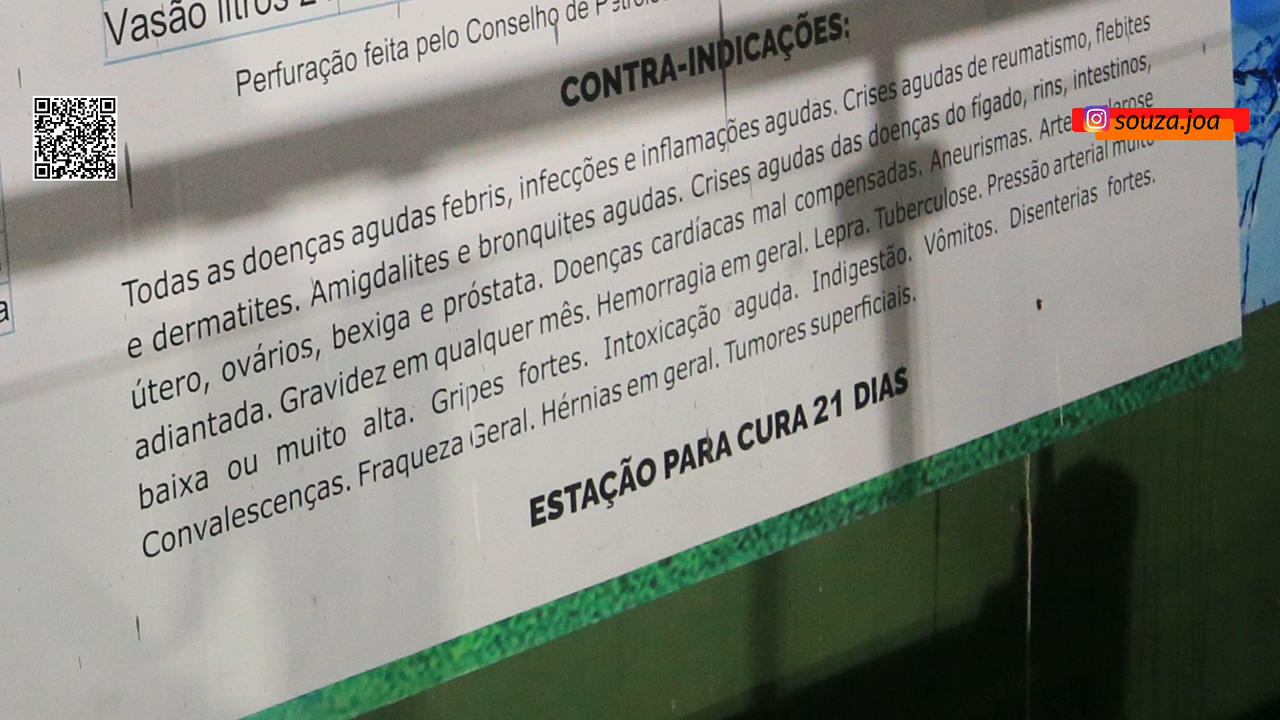 Vasão litros
Perfuração feita pelo Conselho de
CONTRA-INDICAÇÕES:
Todas as doenças agudas febris, infecções e inflamações agudas. Crises agudas de reumatismo, flebites
e dermatites. Amigdalites e bronquites agudas. Crises agudas das doenças do fígado, rins, intestinos,
útero, ovários, bexiga e próstata. Doenças cardíacas mal compensadas. Aneurismas.
adiantada. Gravidez em qualquer mês. Hemorragia em geral. Lepra. Tuberculose. Pressão arterial muito
baixa ou muito alta. Gripes fortes. Intoxicação aguda. Indigestão. Vômitos. Disenterias fortes.
Convalescenças. Fraqueza Geral. Hérnias em geral. Tumores superficiais.
ESTAÇÃO PARA CURA 21 DIAS
souza.joa